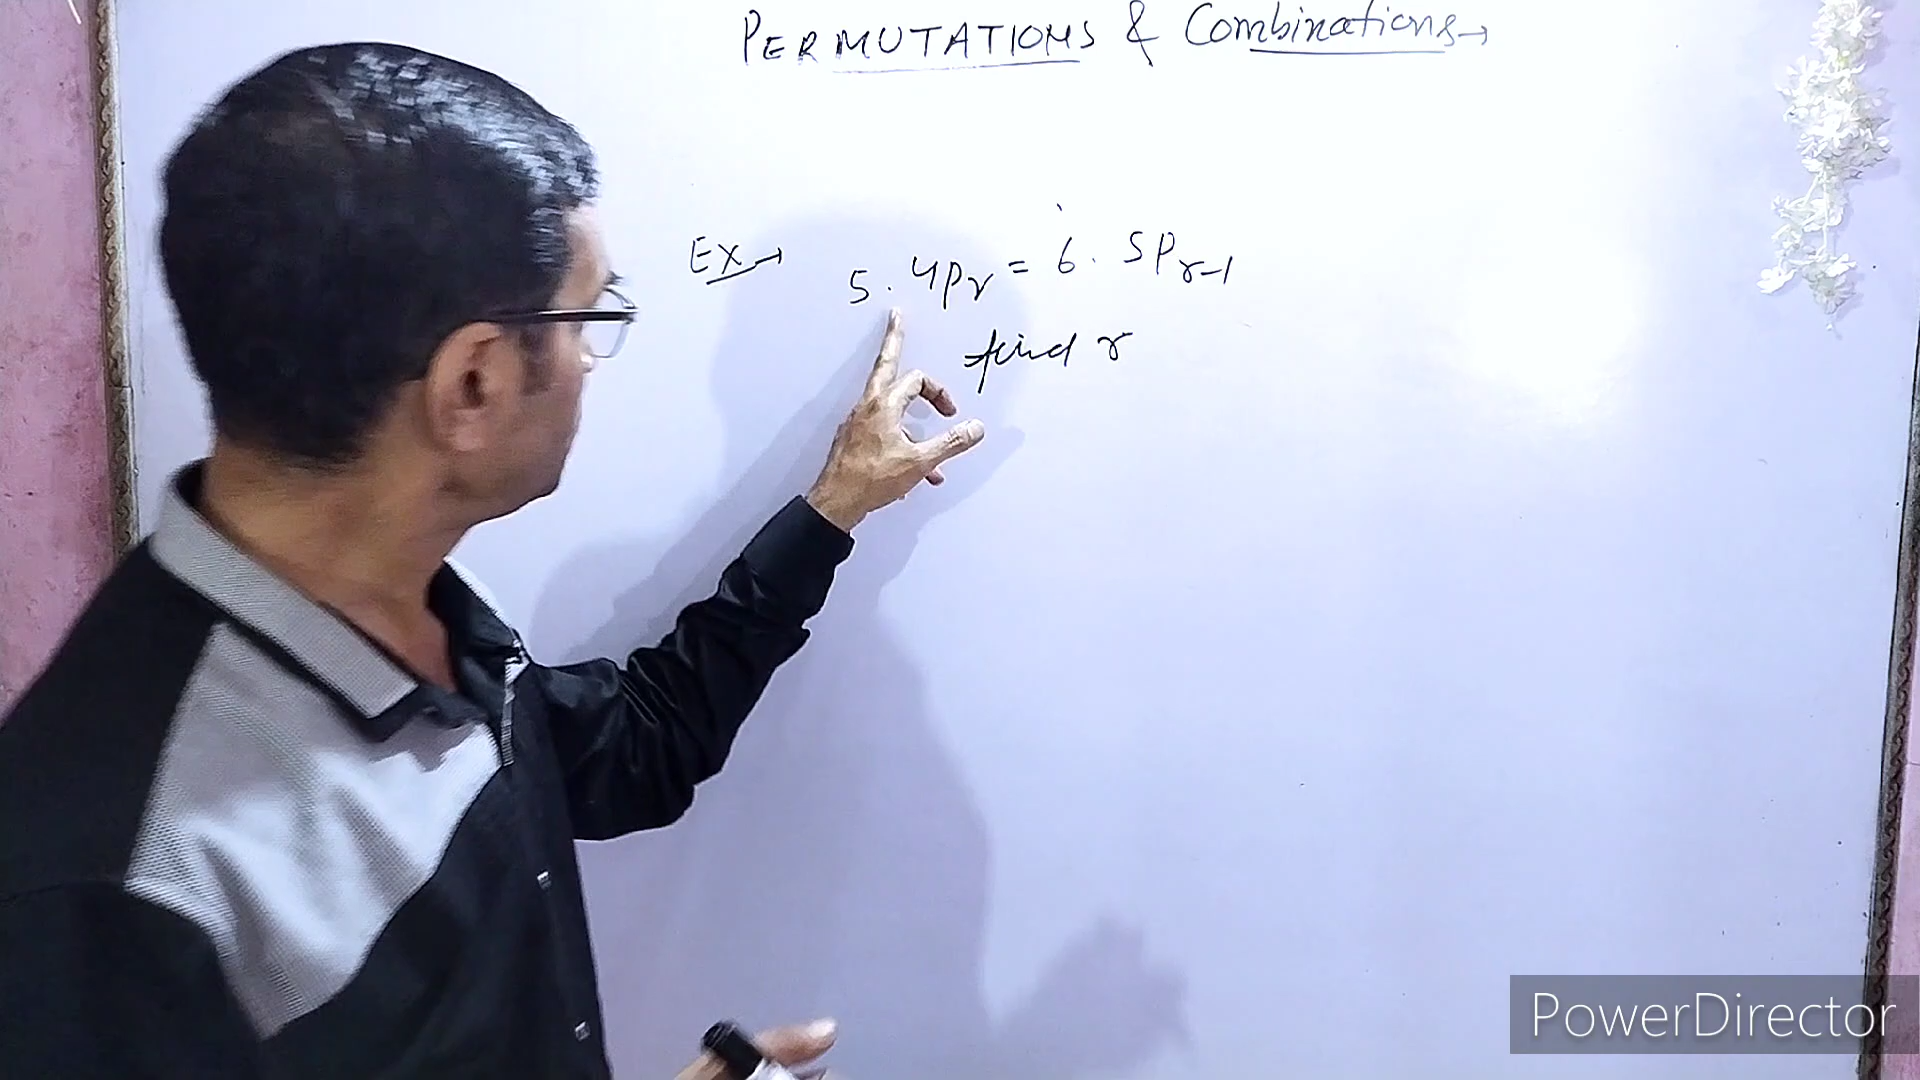 PERMUTATIONS & Combinations→
Ex→ 5. 4Pr = 6. 5Pr-1
find r
PowerDirector